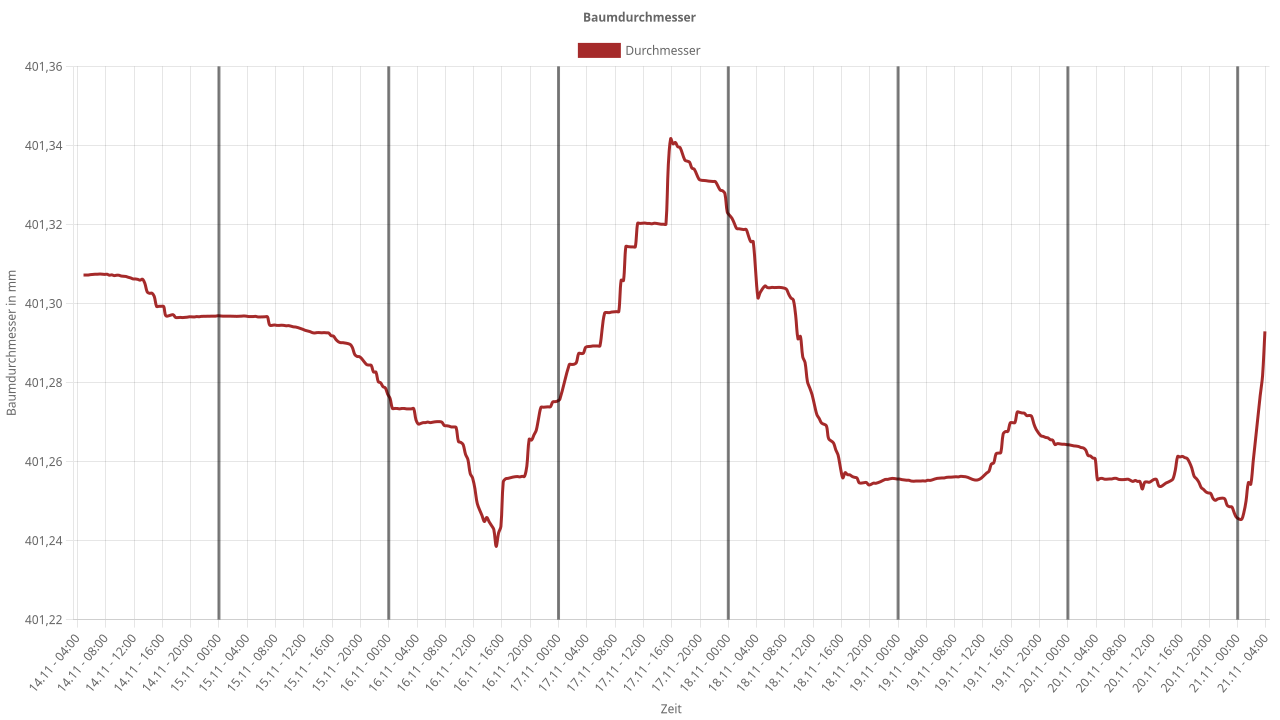 Baumdurchmesser
Durchmesser
401,36
401,34
401,32
401,30
401,28
401,26
401,24
401,22
Baumdurchmesser in mm
14.11 - 04:00
14.11 - 08:00
14.11 - 12:00
14.11 - 16:00
14.11 - 20:00
15.11 - 00:00
15.11 - 04:00
15.11 - 08:00
15.11 - 12:00
15.11 - 16:00
15.11 - 20:00
16.11 - 00:00
16.11 - 04:00
16.11 - 08:00
16.11 - 12:00
16.11 - 16:00
16.11 - 20:00
17.11 - 00:00
17.11 - 04:00
17.11 - 08:00
17.11 - 12:00
17.11 - 16:00
17.11 - 20:00
18.11 - 00:00
18.11 - 04:00
18.11 - 08:00
18.11 - 12:00
18.11 - 16:00
18.11 - 20:00
19.11 - 00:00
19.11 - 04:00
19.11 - 08:00
19.11 - 12:00
19.11 - 16:00
19.11 - 20:00
20.11 - 00:00
20.11 - 04:00
20.11 - 08:00
20.11 - 12:00
20.11 - 16:00
20.11 - 20:00
21.11 - 00:00
21.11 - 04:00
Zeit